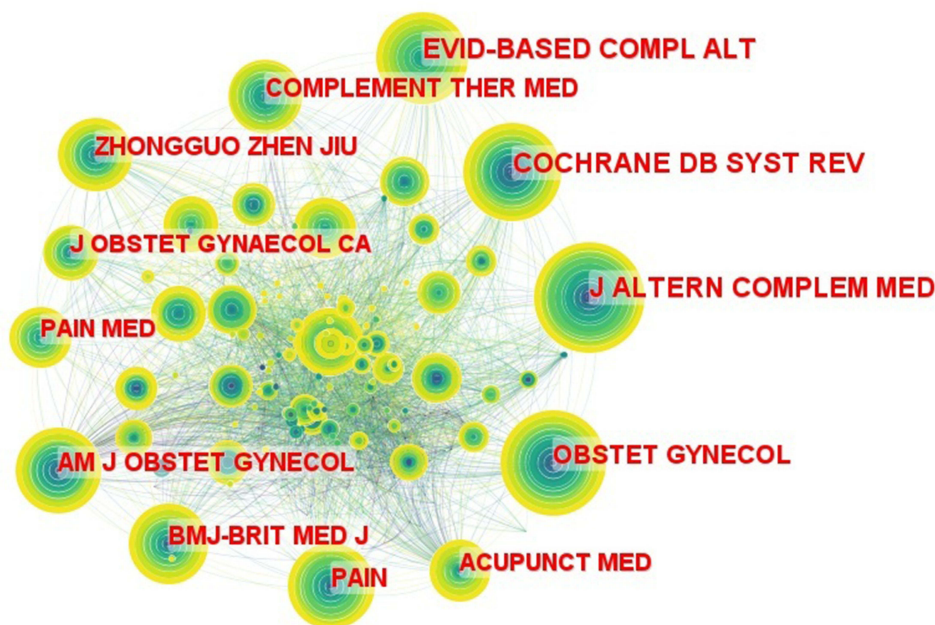 EVID-BASED COMPL ALT
COMPLEMENT THER MED
ZHONGGUO ZHEN JIU
COCHRANE DB SYST REV
J OBSTET GYNAECOL CA
J ALTERN COMPLEM MED
PAIN MED
OBSTET GYNECOL
AM J OBSTET GYNECOL
BMJ-BRIT MED J
ACUPUNCT MED
PAIN